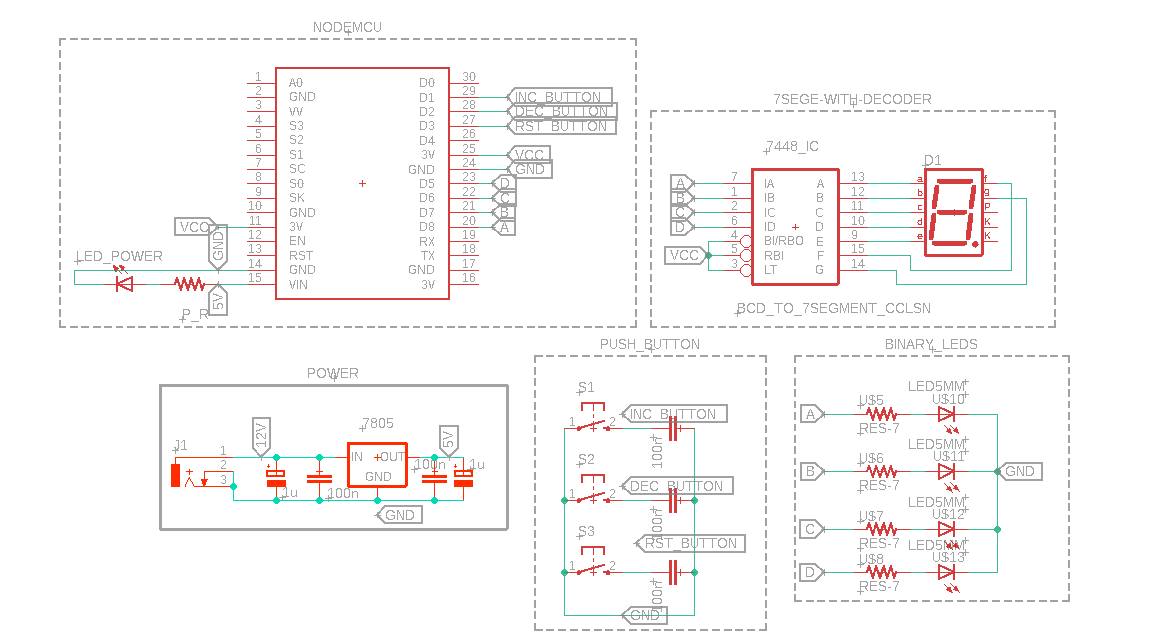 NODEMCU
1 A0 D0 30
2 GND D1 29 INC_BUTTON
3 VV D2 28 DEC_BUTTON
4 S3 D3 27 RST_BUTTON
5 S2 D4 26
6 S1 3V 25 VCC
7 SC GND 24 GND
8 S0 D5 23 D
9 SK D6 22 C
10 GND D7 21 B
VCC 11 3V D8 20 A
GND 12 EN RX 19
13 RST TX 18
14 GND GND 17
15 VIN 3V 16
LED_POWER
P_R
5V
7SEGE-WITH-DECODER
7448_IC
D1
A 7 IA A 13 a f
B 1 IB B 12 b g
C 2 IC C 11 c P
D 6 ID D 10 d K
4 BI/RBO E 9 e K
VCC 5 RBI F 15
3 LT G 14
BCD_TO_7SEGMENT_CCLSN
POWER
J1
1
2
3
12V
7805
IN OUT
GND
5V
1u
100n
100n
1u
GND
PUSH_BUTTON
S1
1 2
INC_BUTTON
100n
S2
1 2
DEC_BUTTON
100n
S3
1 2
RST_BUTTON
100n
GND
BINARY_LEDS
A
U$5
RES-7
LED5MM
U$10
B
U$6
RES-7
LED5MM
U$11
GND
C
U$7
RES-7
LED5MM
U$12
D
U$8
RES-7
LED5MM
U$13